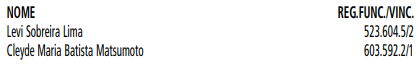 NOME REG.FUNC./VINC.
Levi Sobreira Lima 523.604.5/2
Cleyde Maria Batista Matsumoto 603.592.2/1